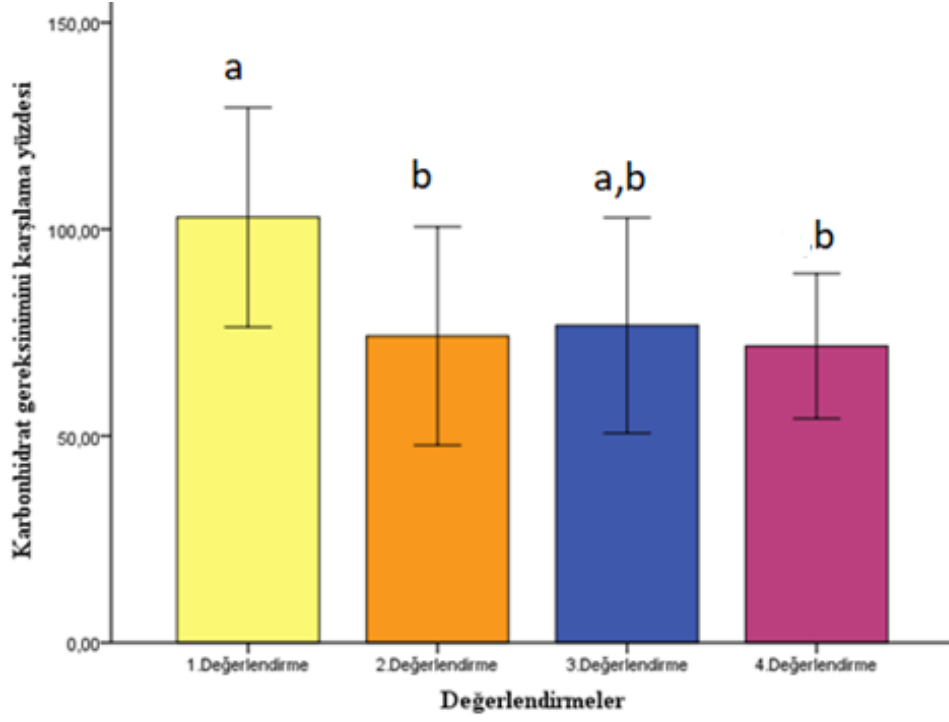 Karbonhidrat gereksinimini karşılama yüzdesi
150,00
100,00
50,00
0,00
a
b
a,b
,b
1.Değerlendirme 2.Değerlendirme 3.Değerlendirme 4.Değerlendirme
Değerlendirmeler